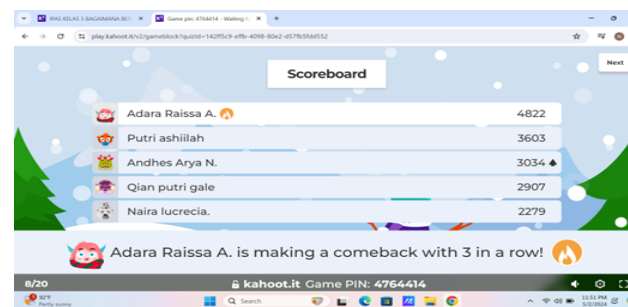 IPAS KELAS 5 BAGAIMANA BER
Game pin: 4764414 - Waiting f
play.kahoot.it/v2/gameblock?quizId=142ff5c9-effb-4098-80e2-d57fb5fdd552
Scoreboard
Next
Adara Raissa A. 4822
Putri ashiilah 3603
Andhes Arya N. 3034
Qian putri gale 2907
Naira lucrecia. 2279
Adara Raissa A. is making a comeback with 3 in a row!
8/20
kahoot.it Game PIN: 4764414
92°F
Partly sunny
Search
11:51 PM
5/2/2024